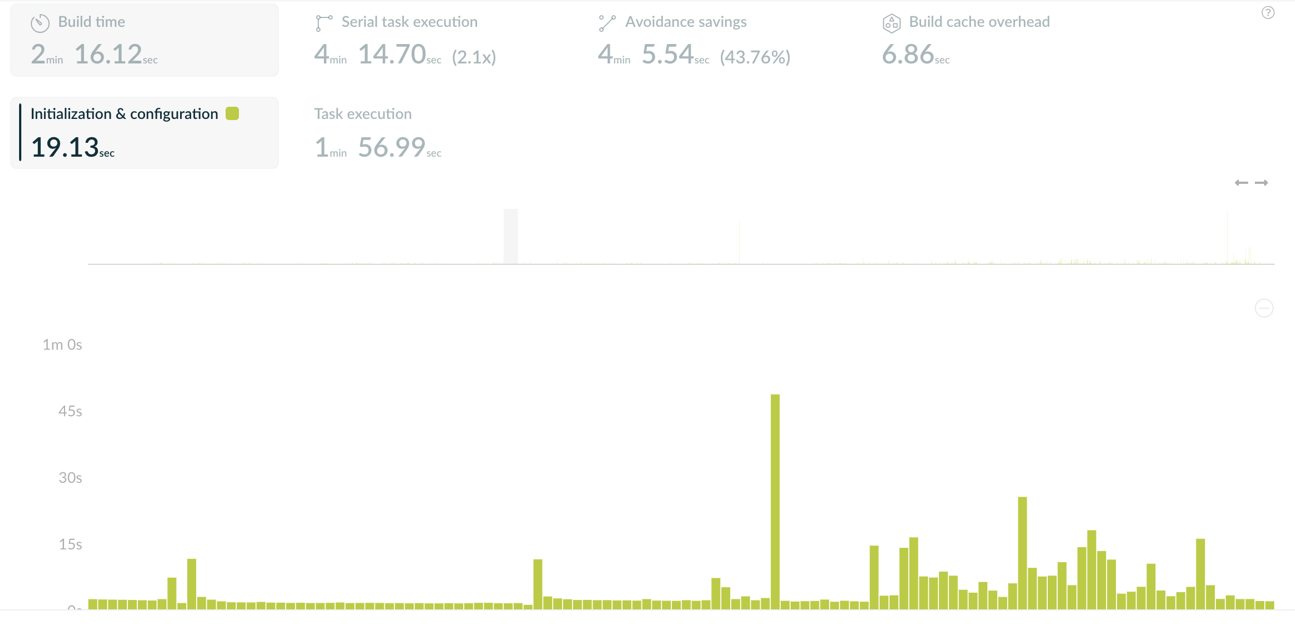 Build time
2min 16.12sec
Serial task execution
4min 14.70sec (2.1x)
Avoidance savings
4min 5.54sec (43.76%)
Build cache overhead
6.86sec
?
Initialization & configuration
19.13sec
Task execution
1min 56.99sec
1m 0s
45s
30s
15s